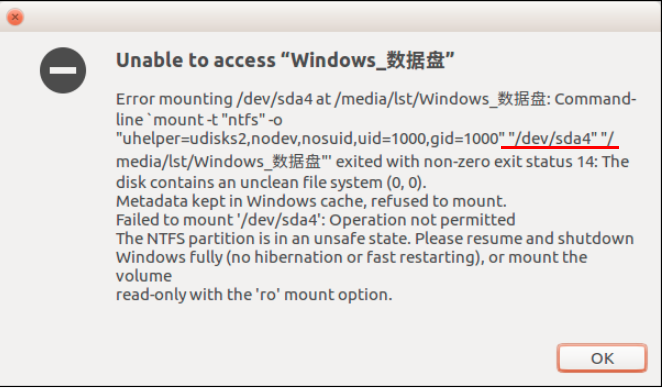 Unable to access “Windows_数据盘”
Error mounting /dev/sda4 at /media/lst/Windows_数据盘: Command-
line `mount -t "ntfs" -o
"uhelper=udisks2,nodev,nosuid,uid=1000,gid=1000" "/dev/sda4" "/
media/lst/Windows_数据盘"' exited with non-zero exit status 14: The
disk contains an unclean file system (0, 0).
Metadata kept in Windows cache, refused to mount.
Failed to mount '/dev/sda4': Operation not permitted
The NTFS partition is in an unsafe state. Please resume and shutdown
Windows fully (no hibernation or fast restarting), or mount the
volume
read-only with the 'ro' mount option.
OK